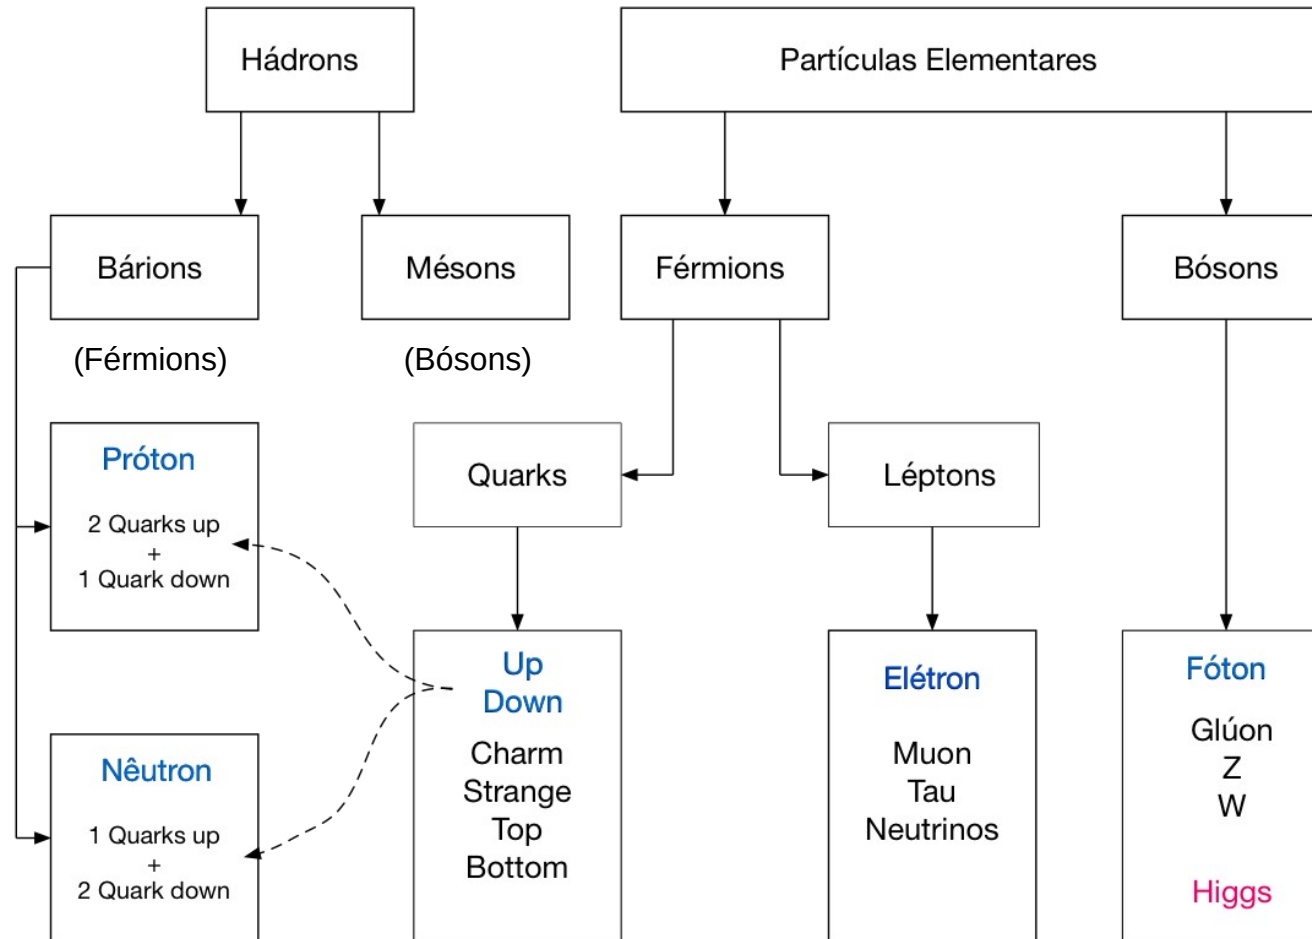 Hádrons
Partículas Elementares
Bárions
Mésons
Férmions
Bósons
(Férmions)
(Bósons)
Próton
2 Quarks up
+
1 Quark down
Quarks
Léptons
Nêutron
1 Quarks up
+
2 Quark down
Up
Down
Charm
Strange
Top
Bottom
Elétron
Muon
Tau
Neutrinos
Fóton
Glúon
Z
W
Higgs